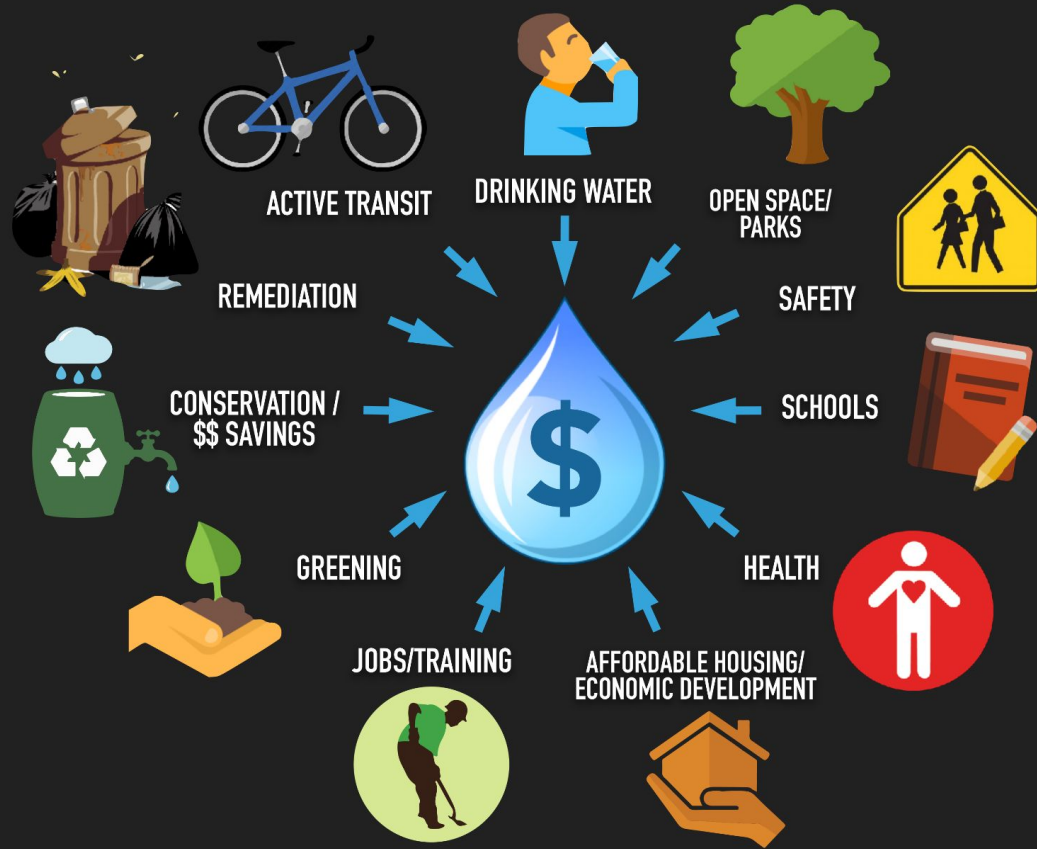 ACTIVE TRANSIT
DRINKING WATER
OPEN SPACE/
PARKS
REMEDIATION
SAFETY
CONSERVATION /
$$ SAVINGS
$
SCHOOLS
GREENING
HEALTH
JOBS/TRAINING
AFFORDABLE HOUSING/
ECONOMIC DEVELOPMENT